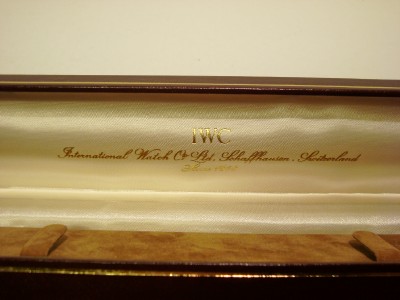 IWC
International Watch Co Ltd. Schaffhausen. Switzerland